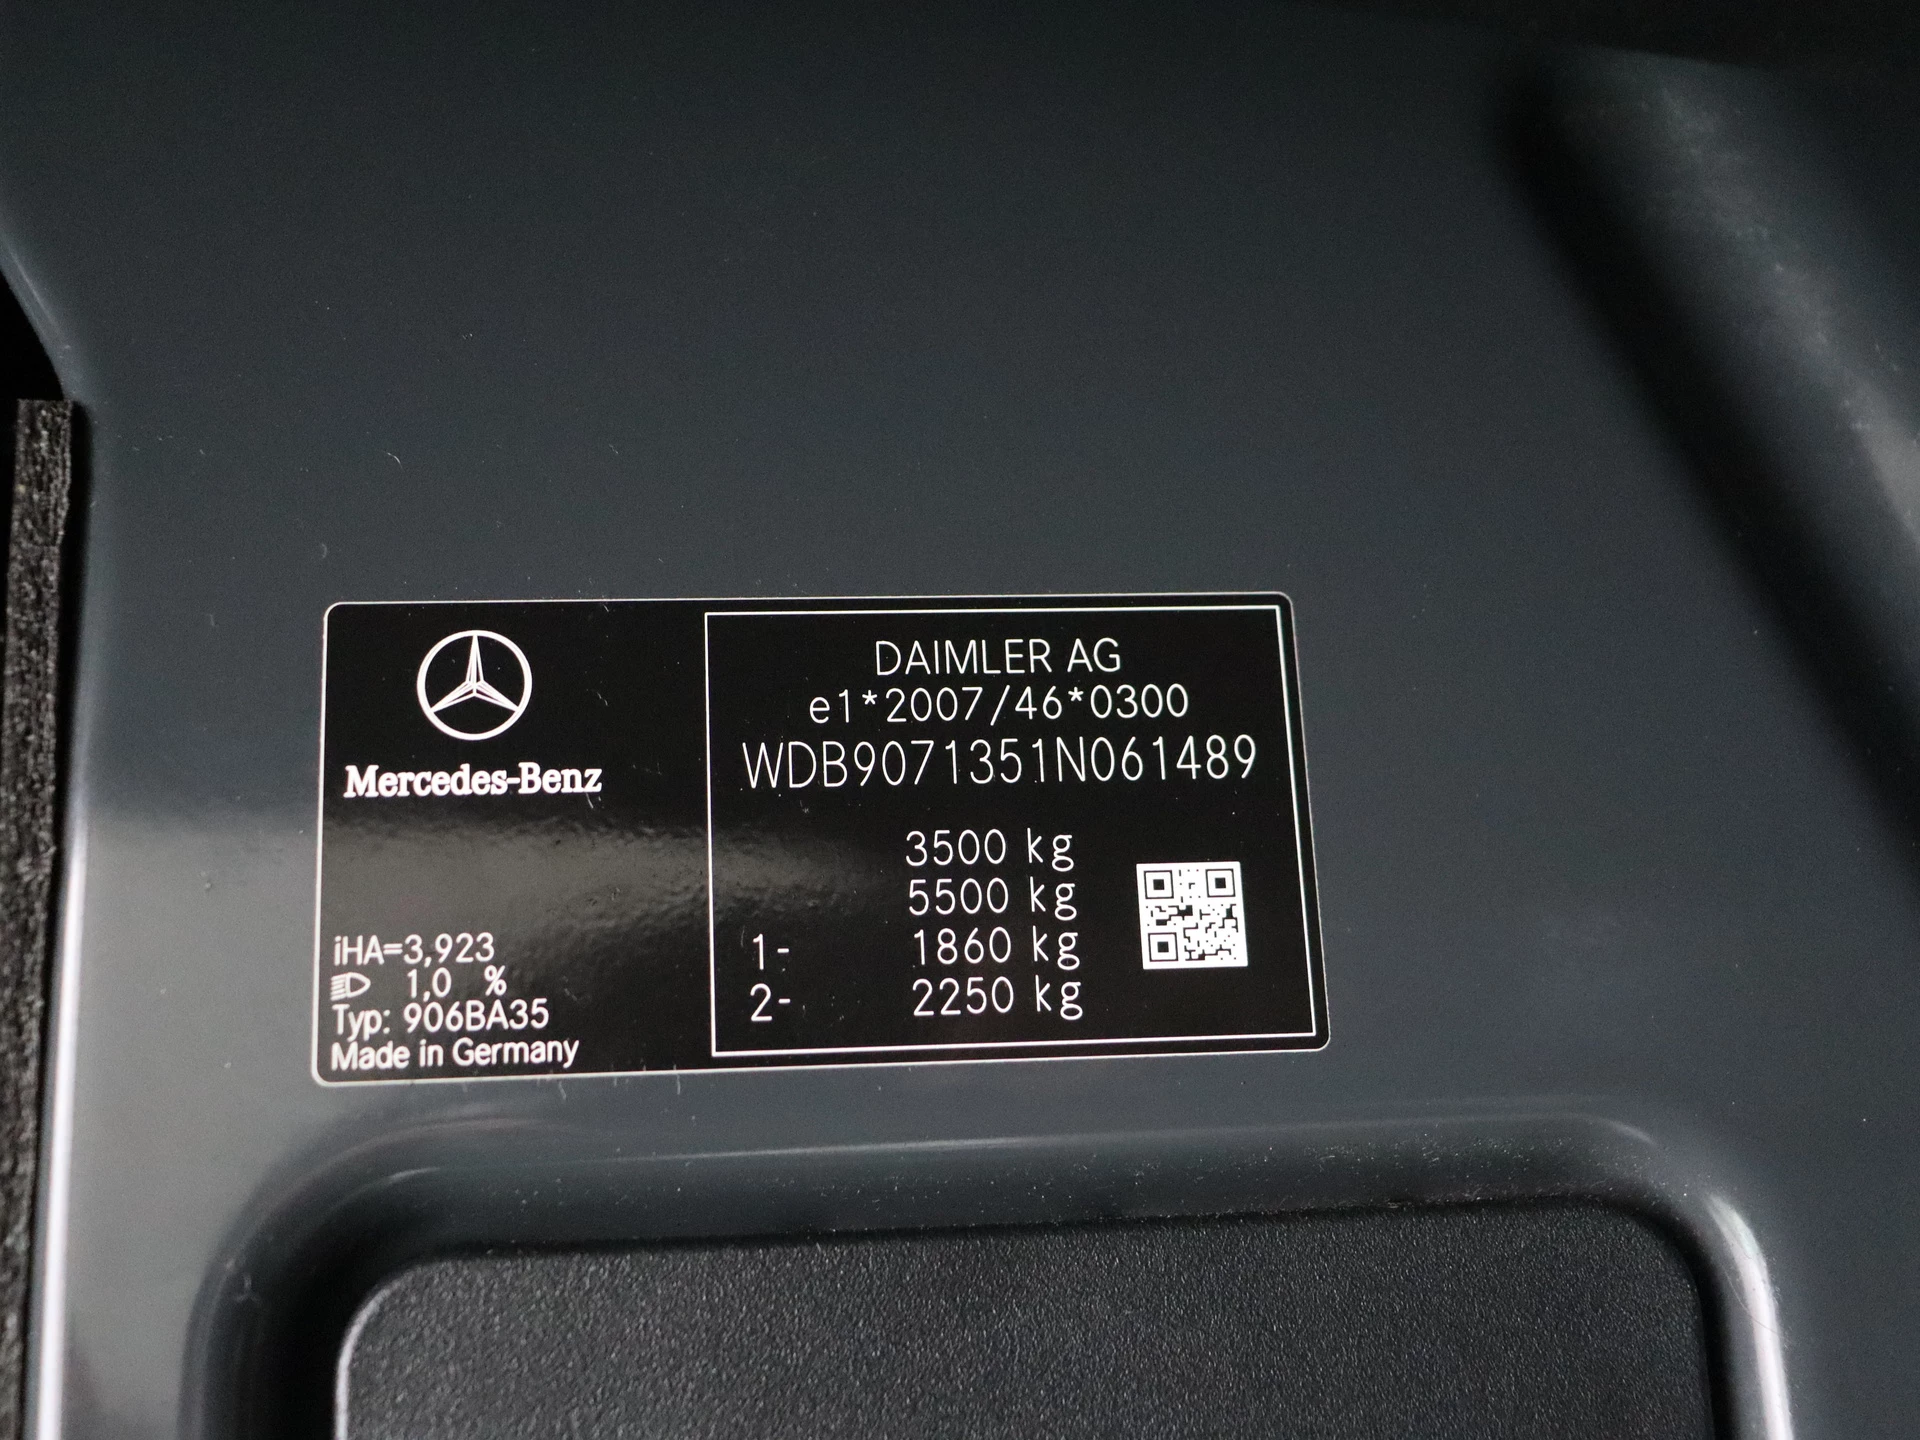 Mercedes-Benz
iHA=3,923
1,0 %
Typ: 906BA35
Made in Germany
DAIMLER AG
e1*2007/46*0300
WDB9071351N061489
3500 kg
5500 kg
1- 1860 kg
2- 2250 kg